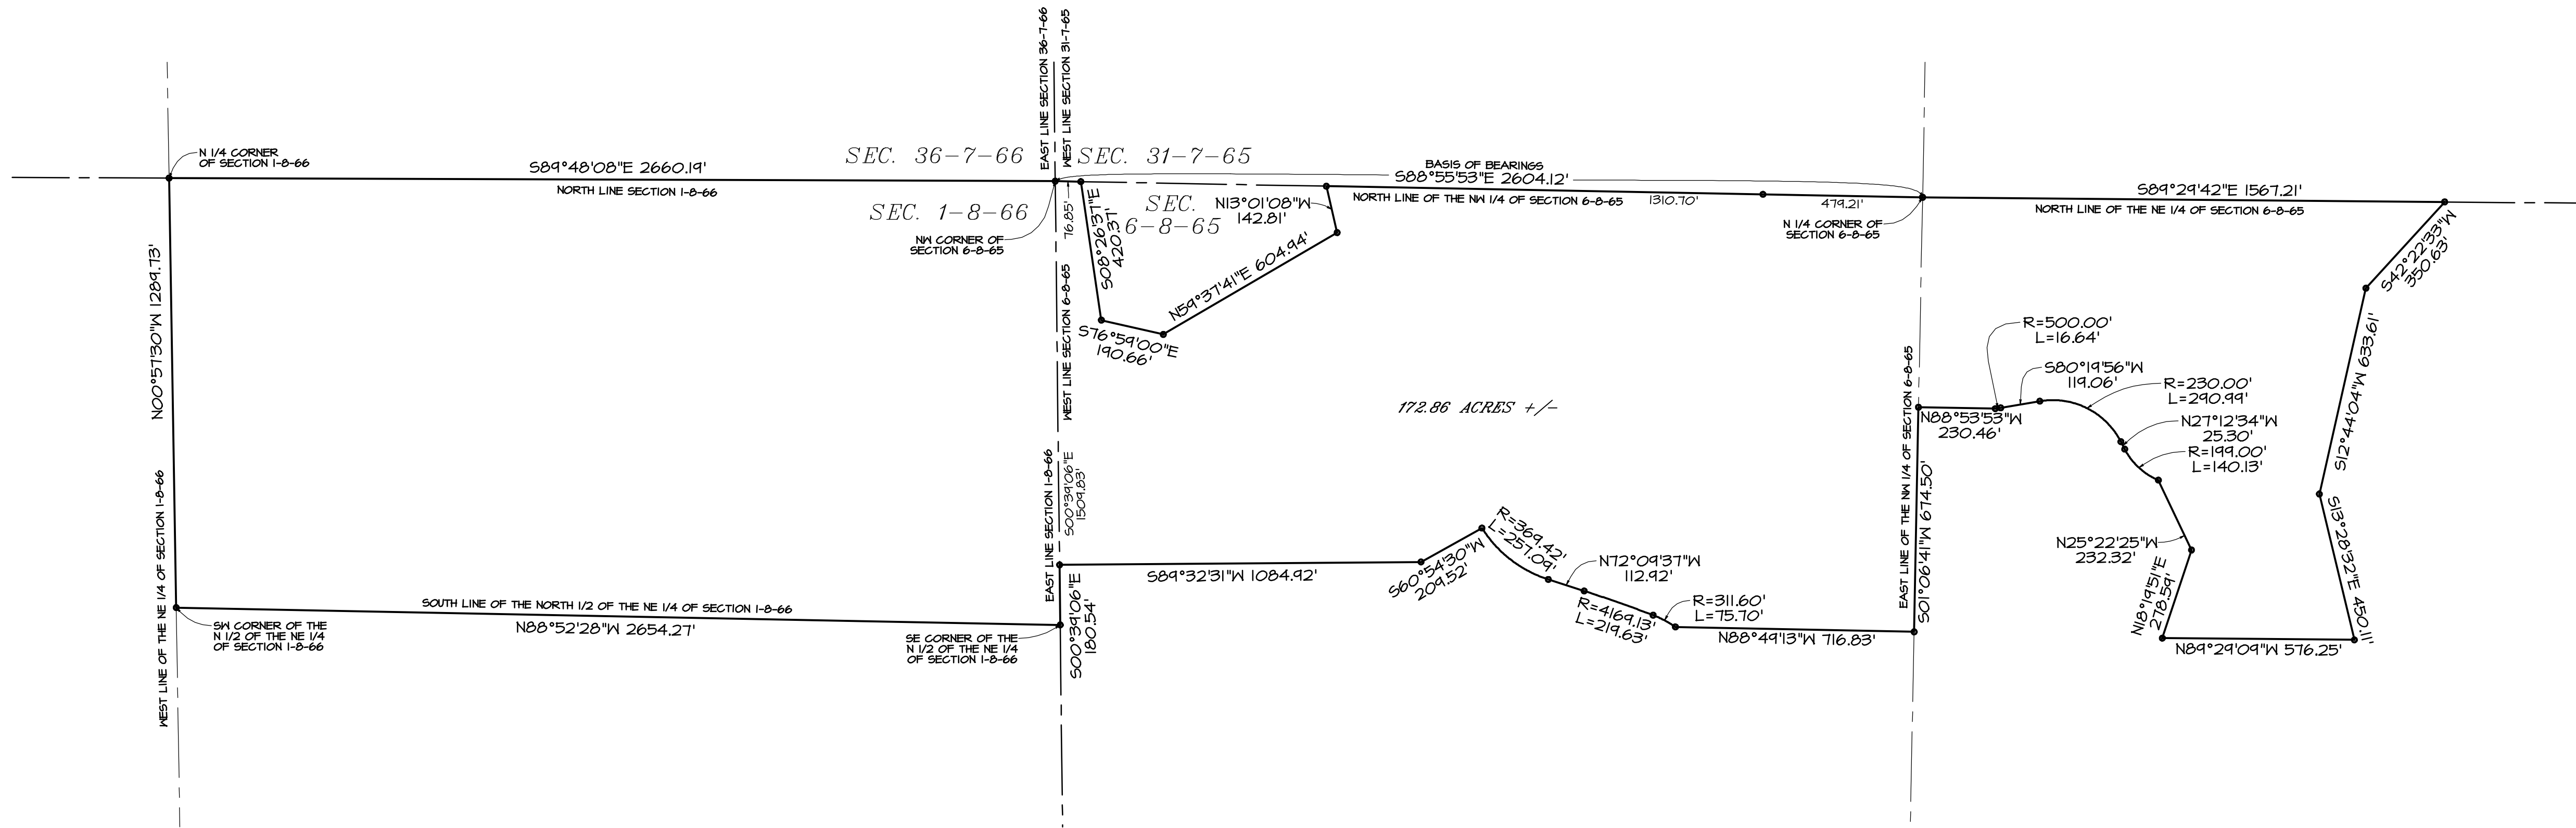 EAST LINE SECTION 36-7-66
WEST LINE SECTION 31-7-65
N 1/4 CORNER
OF SECTION 1-8-66
S89°48'08"E 2660.19'
NORTH LINE SECTION 1-8-66
SEC. 36-7-66
SEC. 31-7-65
SEC. 1-8-66
SEC.
6-8-65
NW CORNER OF
SECTION 6-8-65
76.85'
S08°26'37"E
420.37'
N13°01'08"W
142.81'
BASIS OF BEARINGS
S88°55'53"E 2604.12'
NORTH LINE OF THE NW 1/4 OF SECTION 6-8-65
1310.70'
479.21'
N 1/4 CORNER OF
SECTION 6-8-65
S89°29'42"E 1567.21'
NORTH LINE OF THE NE 1/4 OF SECTION 6-8-65
S42°22'33"W
350.63'
N00°57'30"W 1289.73'
WEST LINE OF THE NE 1/4 OF SECTION 1-8-66
WEST LINE SECTION 6-8-65
N59°37'41"E 604.94'
S76°59'00"E
190.66'
172.86 ACRES +/-
EAST LINE OF THE NW 1/4 OF SECTION 6-8-65
R=500.00'
L=16.64'
S80°19'56"W
119.06'
R=230.00'
L=290.99'
N27°12'34"W
25.30'
R=199.00'
L=140.13'
N88°53'53"W
230.46'
S01°06'41"W 674.50'
S12°44'04"W 633.61'
S13°28'32"E 450.11'
N25°22'25"W
232.32'
N18°19'51"E
278.59'
N89°29'09"W 576.25'
EAST LINE SECTION 1-8-66
S00°39'06"E
1509.83'
S89°32'31"W 1084.92'
S60°54'30"W
209.52'
R=369.42'
L=257.09'
N72°09'37"W
112.92'
R=4169.13'
L=219.63'
R=311.60'
L=75.70'
N88°49'13"W 716.83'
S00°39'06"E
180.54'
SOUTH LINE OF THE NORTH 1/2 OF THE NE 1/4 OF SECTION 1-8-66
N88°52'28"W 2654.27'
SW CORNER OF THE
N 1/2 OF THE NE 1/4
OF SECTION 1-8-66
SE CORNER OF THE
N 1/2 OF THE NE 1/4
OF SECTION 1-8-66